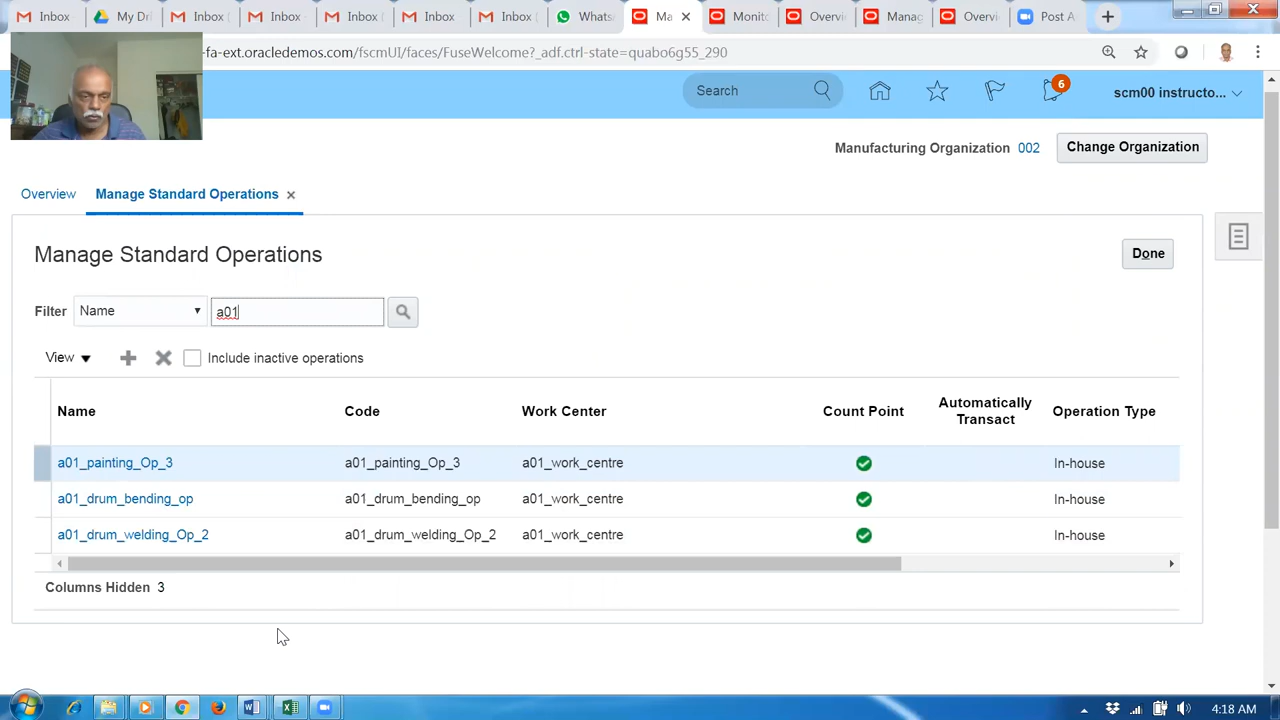 Inbox
My Dri
Inbox (
Inbox (
Inbox (
Inbox (
Inbox (
Whats
Ma
Monito
Overvi
Manag
Overvi
Post A
-fa-ext.oracledemos.com/fscmUI/faces/FuseWelcome?_adf.ctrl-state=quabo6g55_290
Search
6
scm00 instructo...
Manufacturing Organization 002
Change Organization
Overview
Manage Standard Operations
Manage Standard Operations
Done
Filter Name a01
View
Include inactive operations
Name Code Work Center Count Point Automatically Transact Operation Type
a01_painting_Op_3 a01_painting_Op_3 a01_work_centre In-house
a01_drum_bending_op a01_drum_bending_op a01_work_centre In-house
a01_drum_welding_Op_2 a01_drum_welding_Op_2 a01_work_centre In-house
Columns Hidden 3
4:18 AM